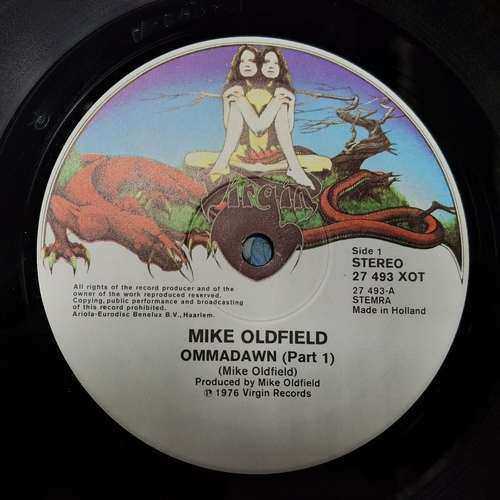 Virgin
Side 1
STEREO
27 493 XOT
27 493-A
STEMRA
Made in Holland
All rights of the record producer and of the
owner of the work reproduced reserved.
Copying, public performance and broadcasting
of this record prohibited.
Ariola-Eurodisc Benelux B.V., Haarlem.
MIKE OLDFIELD
OMMADAWN (Part 1)
(Mike Oldfield)
Produced by Mike Oldfield
℗ 1976 Virgin Records